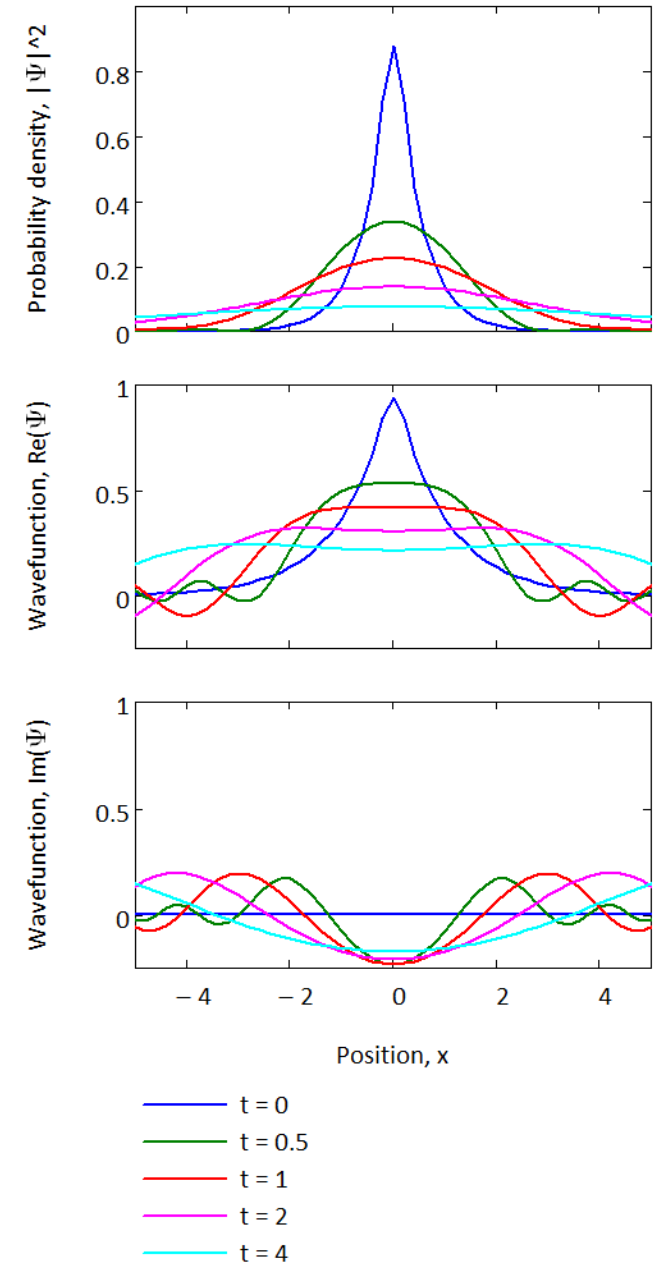 Probability density, |Ψ|^2
0.8
0.6
0.4
0.2
0
Wavefunction, Re(Ψ)
1
0.5
0
Wavefunction, Im(Ψ)
1
0.5
0
−4 −2 0 2 4
Position, x
t = 0
t = 0.5
t = 1
t = 2
t = 4